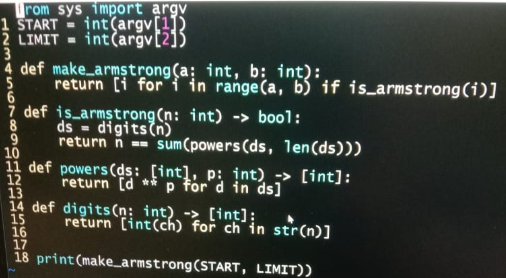 from sys import argv
1 START = int(argv[1])
2 LIMIT = int(argv[2])
3
4 def make_armstrong(a: int, b: int):
5     return [i for i in range(a, b) if is_armstrong(i)]
6
7 def is_armstrong(n: int) -> bool:
8     ds = digits(n)
9     return n == sum(powers(ds, len(ds)))
10
11 def powers(ds: [int], p: int) -> [int]:
12     return [d ** p for d in ds]
13
14 def digits(n: int) -> [int]:
15     return [int(ch) for ch in str(n)]
16
17
18 print(make_armstrong(START, LIMIT))
~